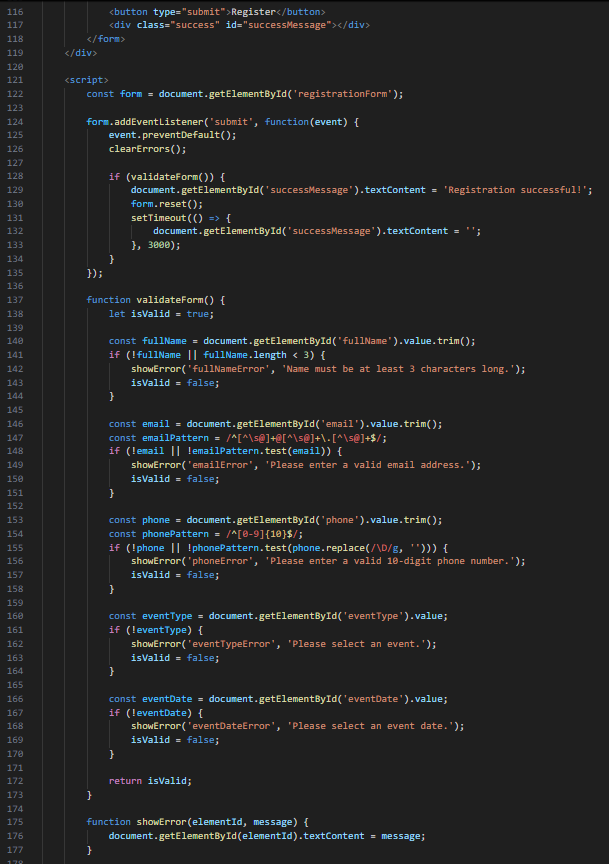 116 <button type="submit">Register</button>
117 <div class="success" id="successMessage"></div>
118 </form>
119 </div>
120
121 <script>
122 const form = document.getElementById('registrationForm');
123
124 form.addEventListener('submit', function(event) {
125 event.preventDefault();
126 clearErrors();
127
128 if (validateForm()) {
129 document.getElementById('successMessage').textContent = 'Registration successful!';
130 form.reset();
131 setTimeout(() => {
132 document.getElementById('successMessage').textContent = '';
133 }, 3000);
134 }
135 });
136
137 function validateForm() {
138 let isValid = true;
139
140 const fullName = document.getElementById('fullName').value.trim();
141 if (!fullName || fullName.length < 3) {
142 showError('fullNameError', 'Name must be at least 3 characters long.');
143 isValid = false;
144 }
145
146 const email = document.getElementById('email').value.trim();
147 const emailPattern = /^[^\s@]+@[^\s@]+\.[^\s@]+$/;
148 if (!email || !emailPattern.test(email)) {
149 showError('emailError', 'Please enter a valid email address.');
150 isValid = false;
151 }
152
153 const phone = document.getElementById('phone').value.trim();
154 const phonePattern = /^[0-9]{10}$/;
155 if (!phone || !phonePattern.test(phone.replace(/\D/g, ''))) {
156 showError('phoneError', 'Please enter a valid 10-digit phone number.');
157 isValid = false;
158 }
159
160 const eventType = document.getElementById('eventType').value;
161 if (!eventType) {
162 showError('eventTypeError', 'Please select an event.');
163 isValid = false;
164 }
165
166 const eventDate = document.getElementById('eventDate').value;
167 if (!eventDate) {
168 showError('eventDateError', 'Please select an event date.');
169 isValid = false;
170 }
171
172 return isValid;
173 }
174
175 function showError(elementId, message) {
176 document.getElementById(elementId).textContent = message;
177 }
178